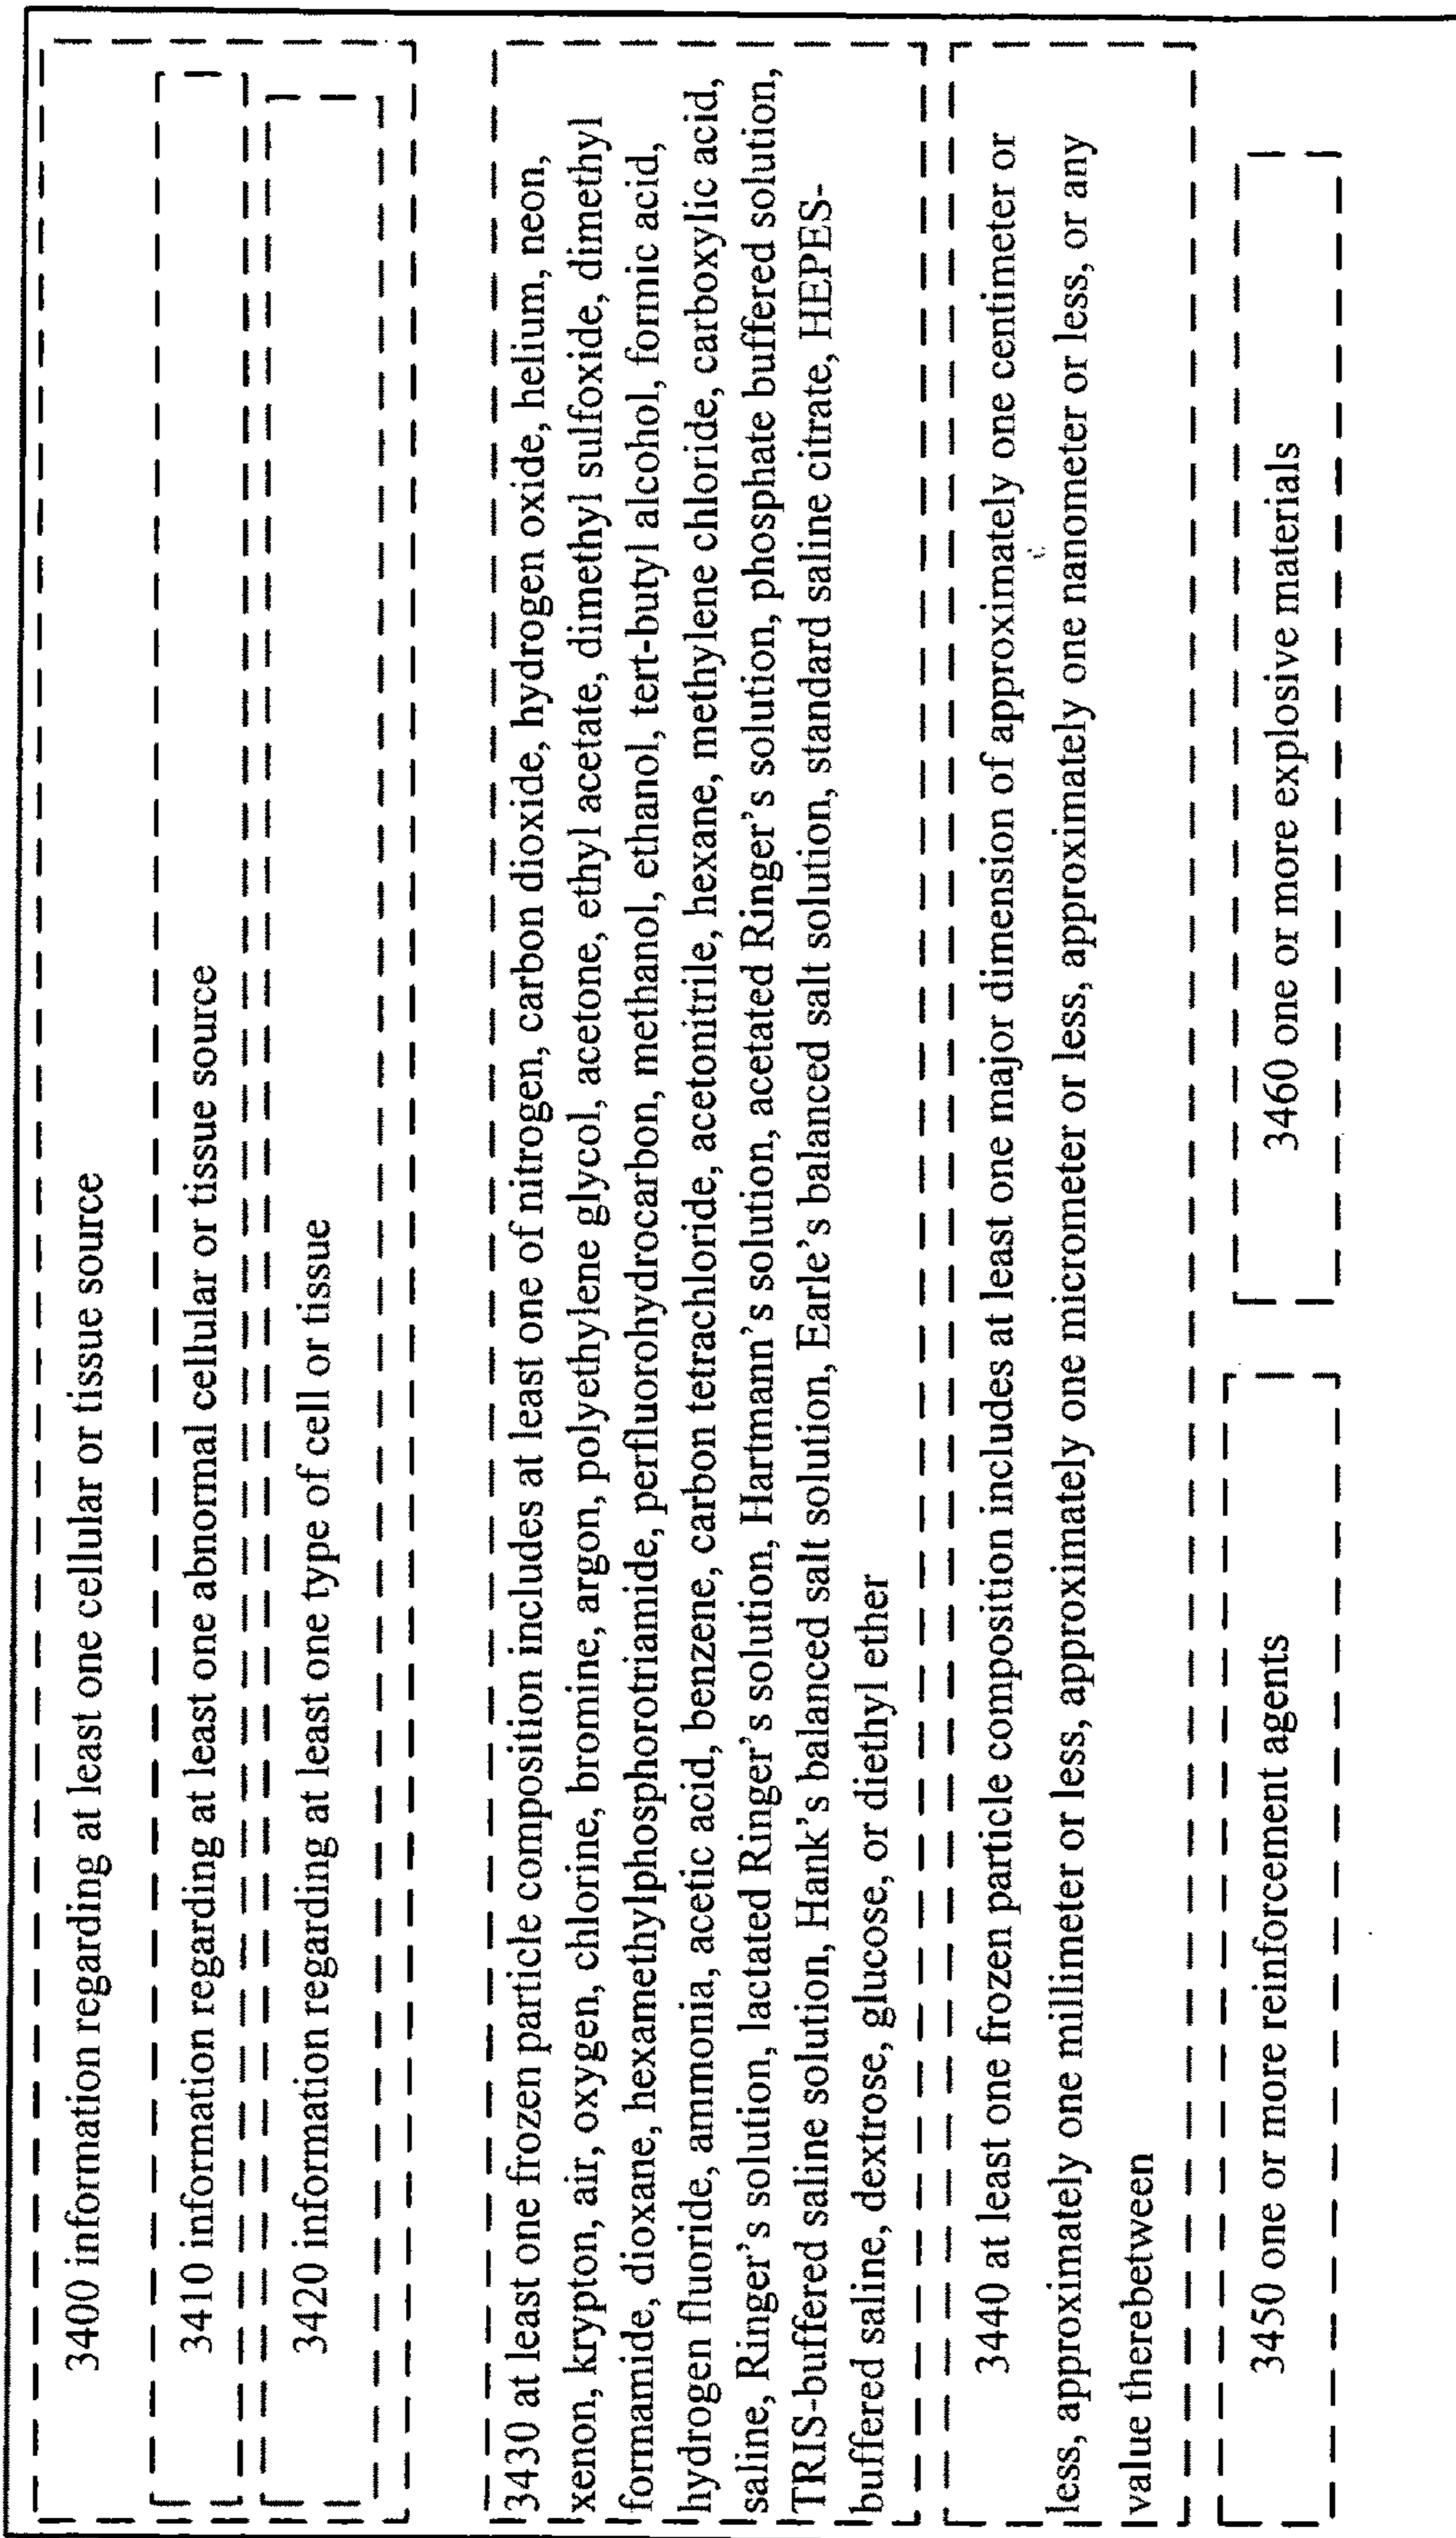 3400 information regarding at least one cellular or tissue source
3410 information regarding at least one abnormal cellular or tissue source
3420 information regarding at least one type of cell or tissue
3430 at least one frozen particle composition includes at least one of nitrogen, carbon dioxide, hydrogen oxide, helium, neon,
xenon, krypton, air, oxygen, chlorine, bromine, argon, polyethylene glycol, acetone, ethyl acetate, dimethyl sulfoxide, dimethyl
formamide, dioxane, hexamethylphosphorotriamide, perfluorohydrocarbon, methanol, ethanol, tert-butyl alcohol, formic acid,
hydrogen fluoride, ammonia, acetic acid, benzene, carbon tetrachloride, acetonitrile, hexane, methylene chloride, carboxylic acid,
saline, Ringer's solution, lactated Ringer's solution, Hartmann's solution, acetated Ringer's solution, phosphate buffered solution,
TRIS-buffered saline solution, Hank's balanced salt solution, Earle's balanced salt solution, standard saline citrate, HEPES-
buffered saline, dextrose, glucose, or diethyl ether
3440 at least one frozen particle composition includes at least one major dimension of approximately one centimeter or
less, approximately one millimeter or less, approximately one micrometer or less, approximately one nanometer or less, or any
value therebetween
3450 one or more reinforcement agents
3460 one or more explosive materials